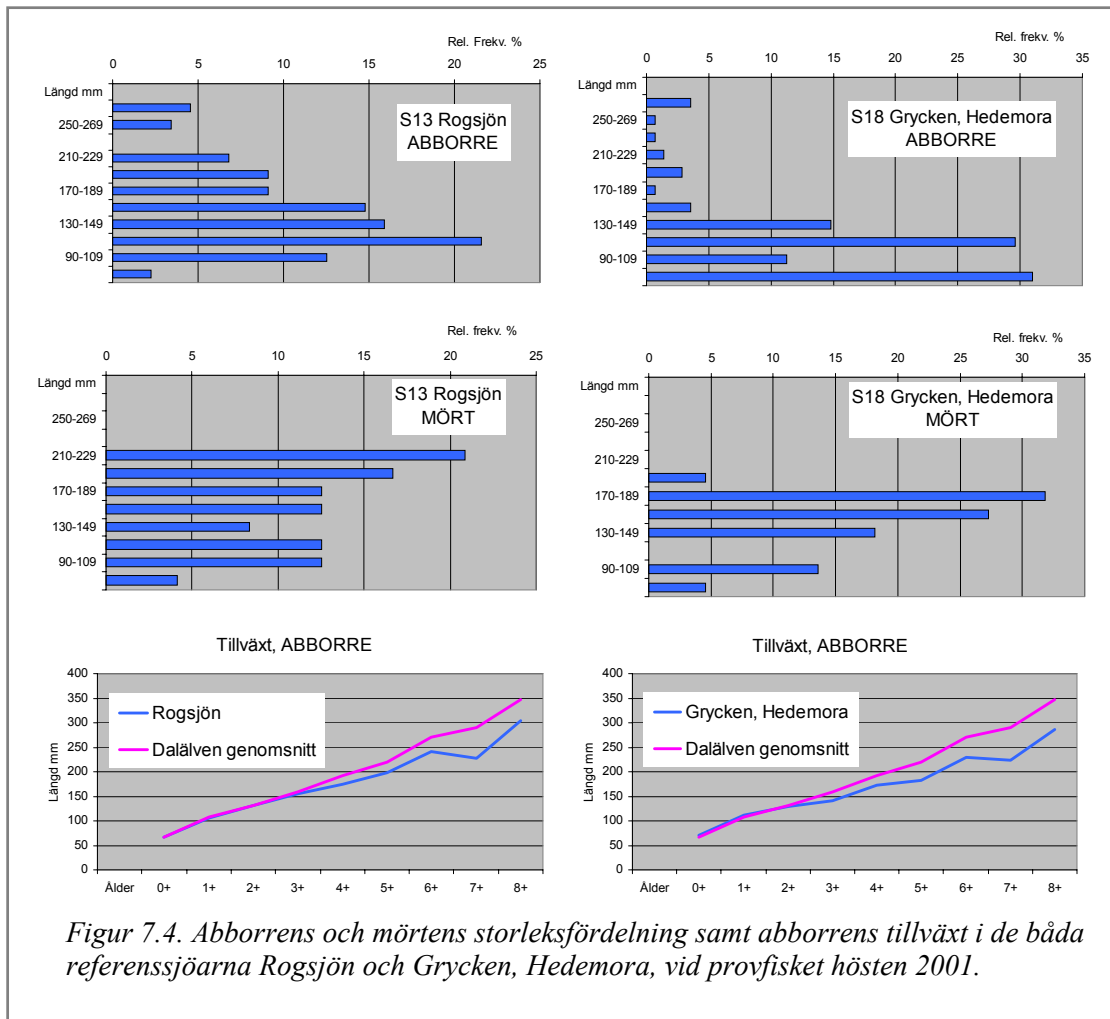 Rel. Frekv. %
0 5 10 15 20 25
Längd mm
250-269
210-229
170-189
130-149
90-109
S13 Rogsjön
ABBORRE
Rel. frekv. %
0 5 10 15 20 25 30 35
Längd mm
250-269
210-229
170-189
130-149
90-109
S18 Grycken, Hedemora
ABBORRE
Rel. frekv. %
0 5 10 15 20 25
Längd mm
250-269
210-229
170-189
130-149
90-109
S13 Rogsjön
MÖRT
Rel. frekv. %
0 5 10 15 20 25 30 35
Längd mm
250-269
210-229
170-189
130-149
90-109
S18 Grycken, Hedemora
MÖRT
Tillväxt, ABBORRE
400
350
300
250
200
150
100
50
0
Längd mm
Rogsjön
Dalälven genomsnitt
Ålder 0+ 1+ 2+ 3+ 4+ 5+ 6+ 7+ 8+
Tillväxt, ABBORRE
400
350
300
250
200
150
100
50
0
Längd mm
Grycken, Hedemora
Dalälven genomsnitt
Ålder 0+ 1+ 2+ 3+ 4+ 5+ 6+ 7+ 8+
Figur 7.4. Abborrens och mörtens storleksfördelning samt abborrens tillväxt i de båda
referenssjöarna Rogsjön och Grycken, Hedemora, vid provfisket hösten 2001.